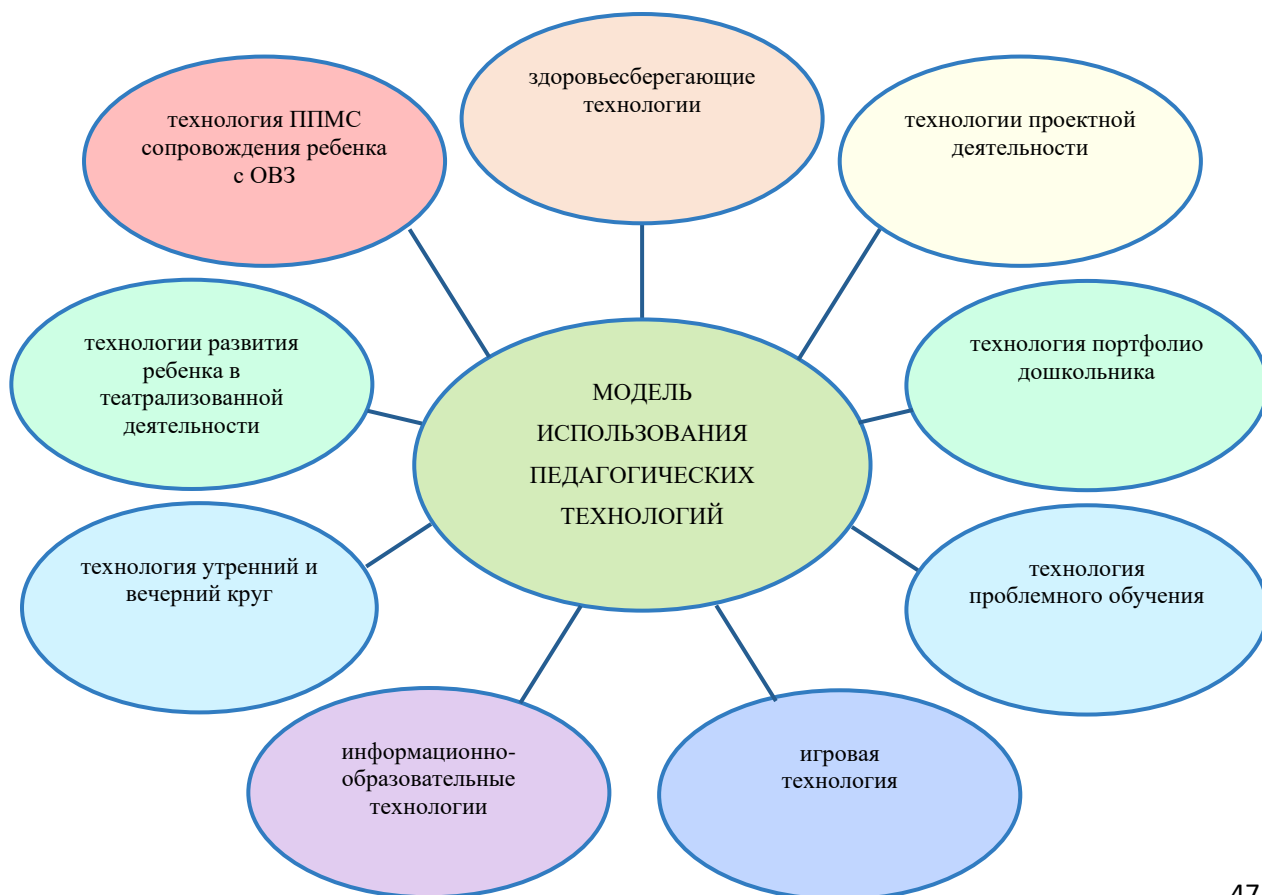 здоровьесберегающие
технологии
технология ППМС
сопровождения ребенка
с ОВЗ
технологии проектной
деятельности
технологии развития
ребенка в
театрализованной
деятельности
МОДЕЛЬ
ИСПОЛЬЗОВАНИЯ
ПЕДАГОГИЧЕСКИХ
ТЕХНОЛОГИЙ
технология портфолио
дошкольника
технология утренний и
вечерний круг
технология
проблемного обучения
информационно-
образовательные
технологии
игровая
технология
47